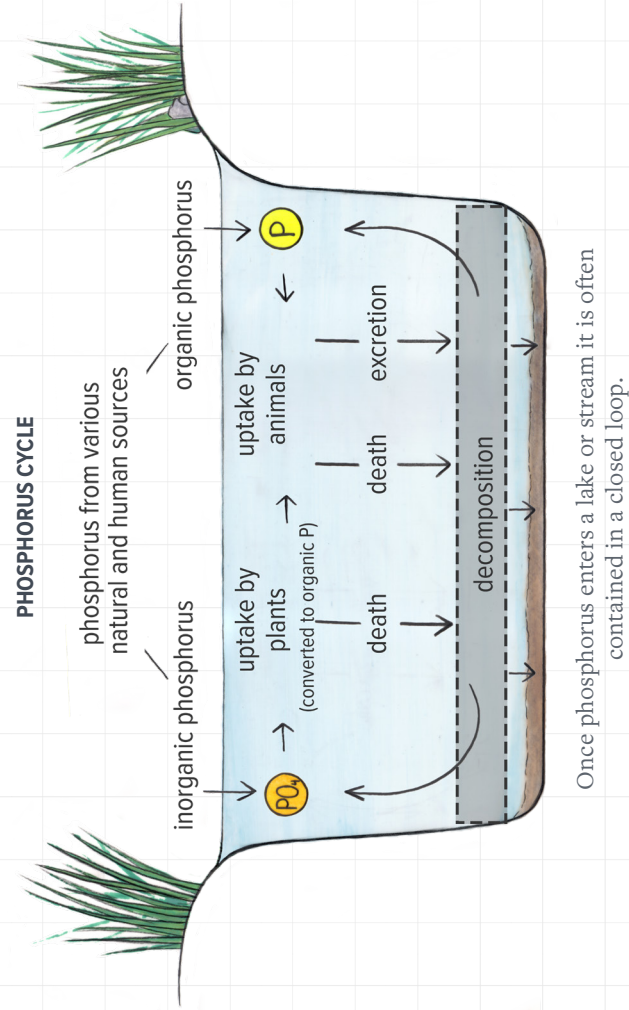 PHOSPHORUS CYCLE
phosphorus from various
natural and human sources
inorganic phosphorus
organic phosphorus
PO₄
uptake by
plants
(converted to organic P)
uptake by
animals
P
death
death
excretion
decomposition
Once phosphorus enters a lake or stream it is often
contained in a closed loop.